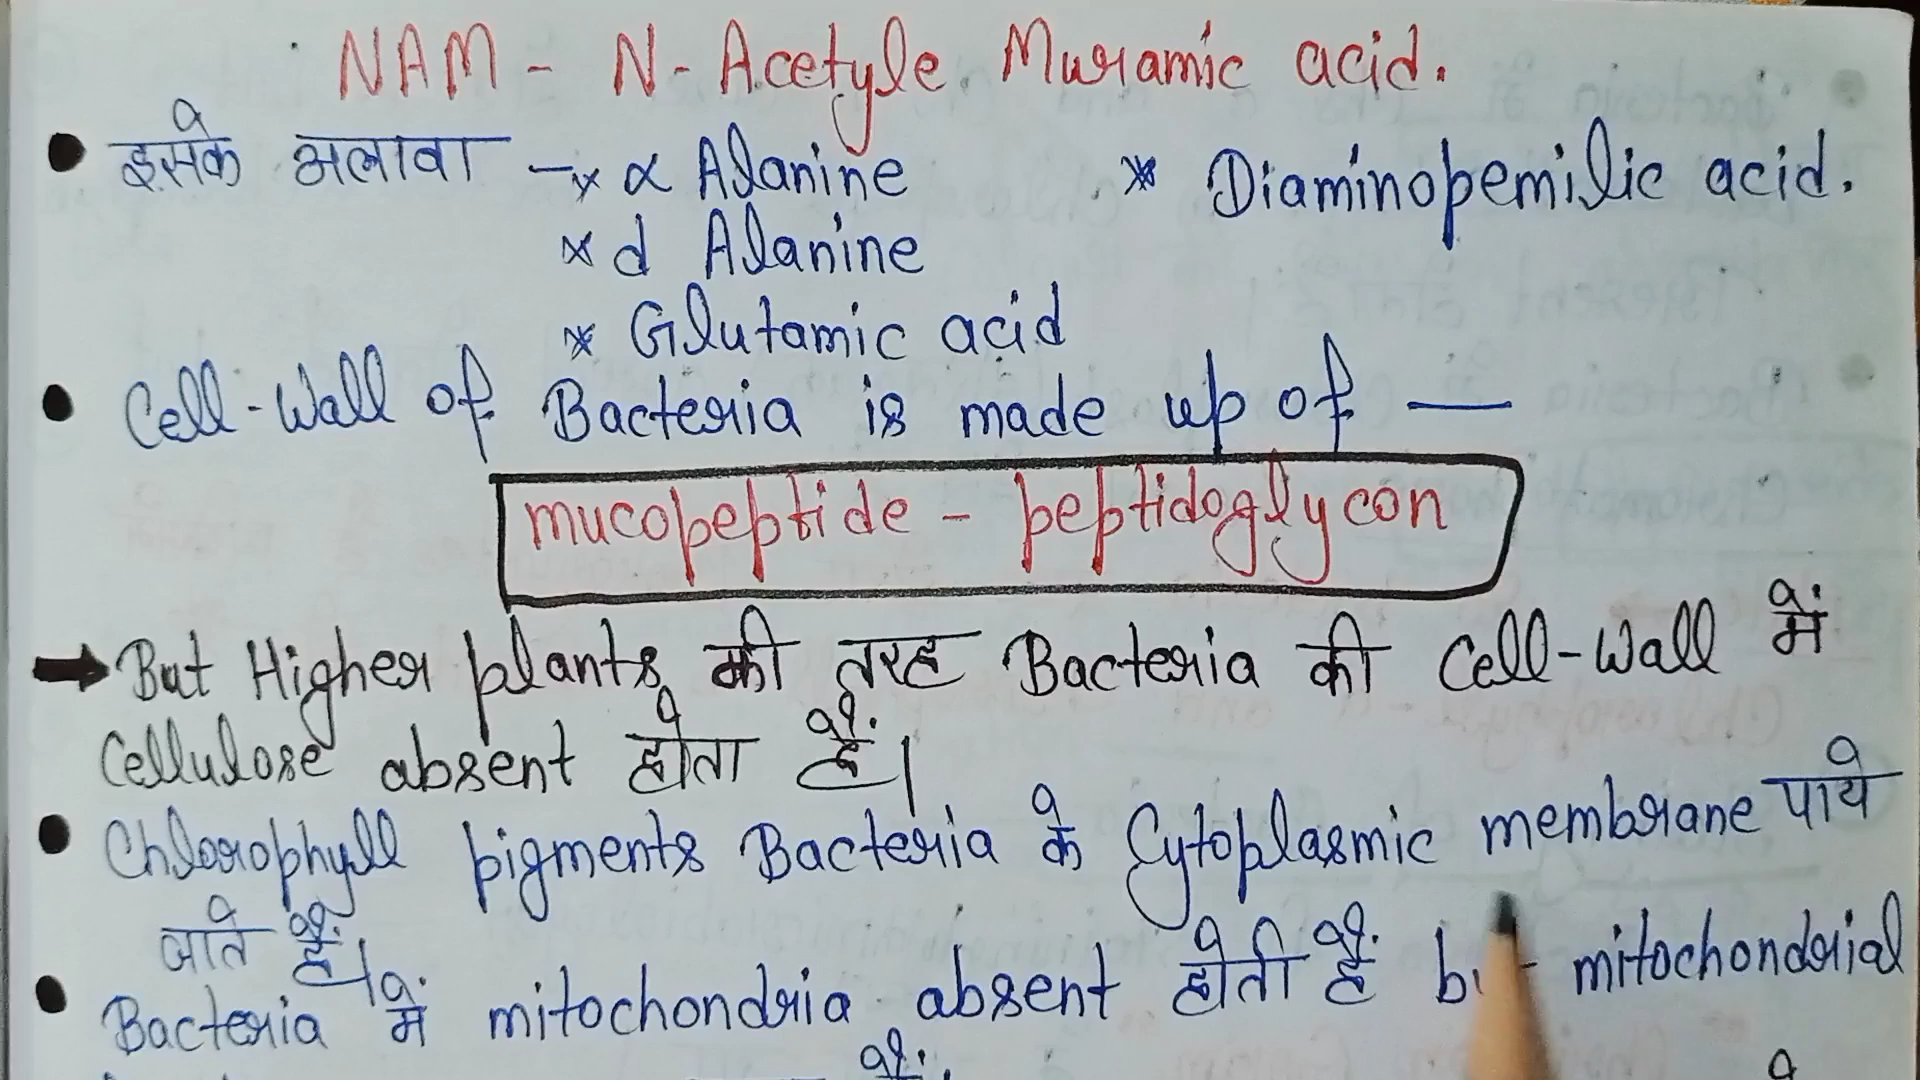 NAM - N-Acetyle Muramic acid.
• इसके अलावा - * α Alanine * Diaminopemilic acid.
* d Alanine
* Glutamic acid
• Cell-Wall of Bacteria is made up of —
mucopeptide - peptidoglycon
→ But Higher plants की तरह Bacteria की Cell-Wall में
Cellulose absent होता हैं।
• Chlorophyll pigments Bacteria के Cytoplasmic membrane पाये
जाते हैं।
• Bacteria में mitochondria absent होती हैं mitochondrial